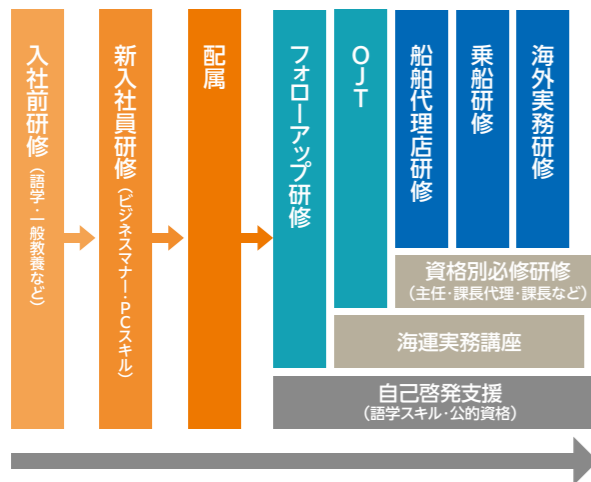 入社前研修（語学・一般教養など）
新入社員研修（ビジネスマナー・PCスキル）
配属
フォローアップ研修
OJT
船舶代理店研修
乗船研修
海外実務研修
資格別必修研修
（主任・課長代理・課長など）
海運実務講座
自己啓発支援
（語学スキル・公的資格）